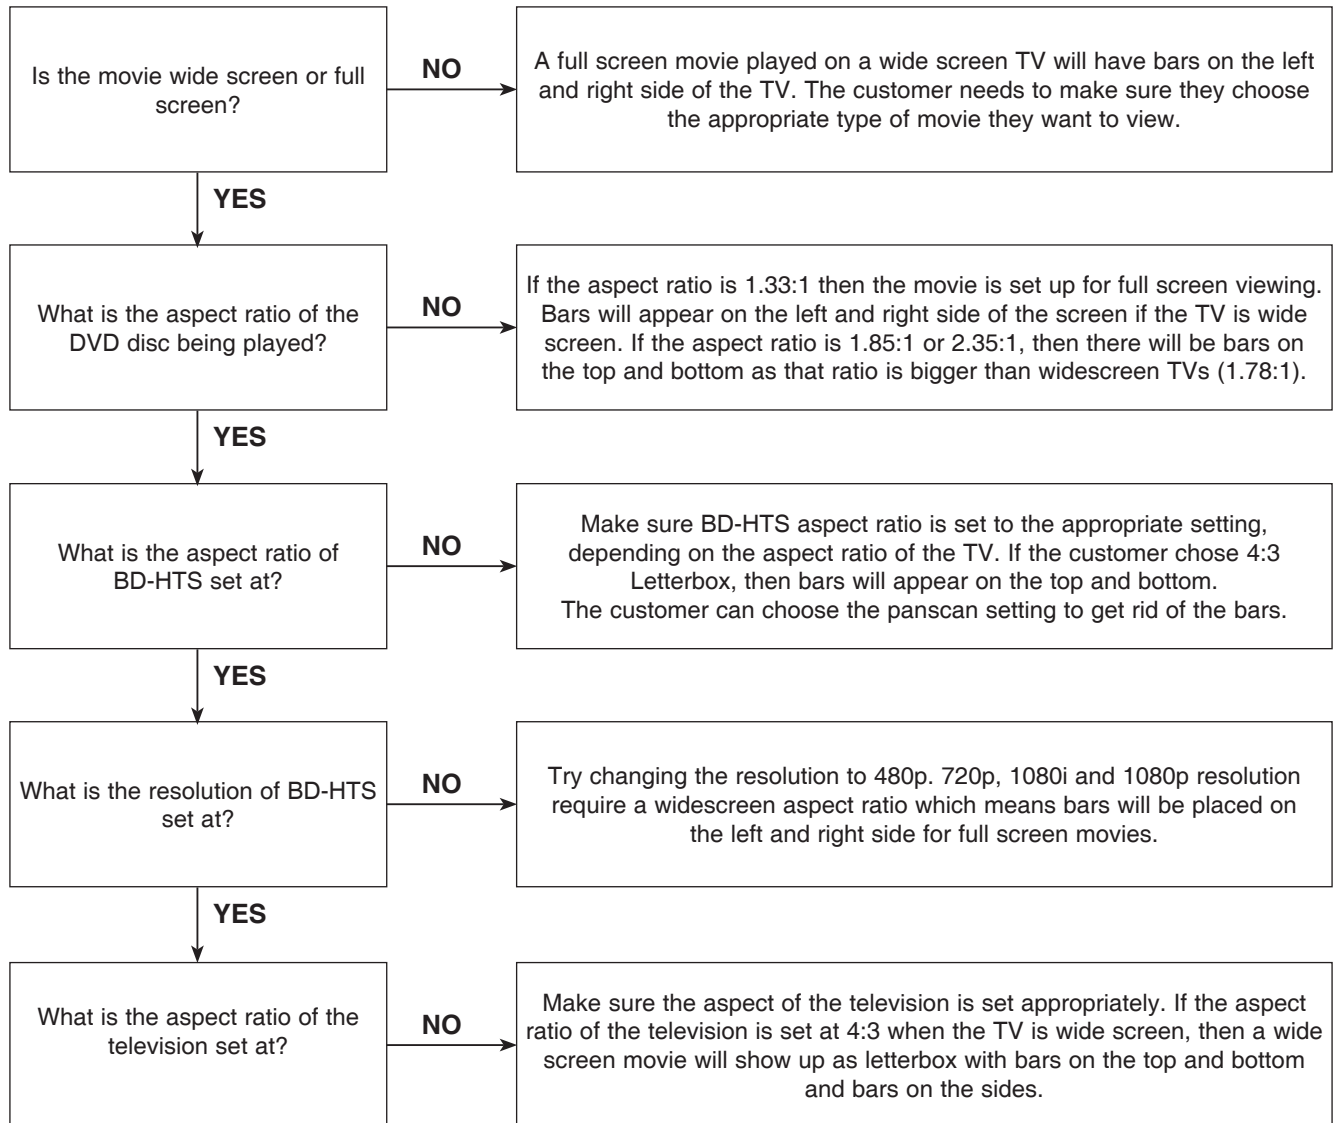 Is the movie wide screen or full
screen?
NO
A full screen movie played on a wide screen TV will have bars on the left
and right side of the TV. The customer needs to make sure they choose
the appropriate type of movie they want to view.
YES
What is the aspect ratio of the
DVD disc being played?
NO
If the aspect ratio is 1.33:1 then the movie is set up for full screen viewing.
Bars will appear on the left and right side of the screen if the TV is wide
screen. If the aspect ratio is 1.85:1 or 2.35:1, then there will be bars on
the top and bottom as that ratio is bigger than widescreen TVs (1.78:1).
YES
What is the aspect ratio of
BD-HTS set at?
NO
Make sure BD-HTS aspect ratio is set to the appropriate setting,
depending on the aspect ratio of the TV. If the customer chose 4:3
Letterbox, then bars will appear on the top and bottom.
The customer can choose the panscan setting to get rid of the bars.
YES
What is the resolution of BD-HTS
set at?
NO
Try changing the resolution to 480p. 720p, 1080i and 1080p resolution
require a widescreen aspect ratio which means bars will be placed on
the left and right side for full screen movies.
YES
What is the aspect ratio of the
television set at?
NO
Make sure the aspect of the television is set appropriately. If the aspect
ratio of the television is set at 4:3 when the TV is wide screen, then a wide
screen movie will show up as letterbox with bars on the top and bottom
and bars on the sides.